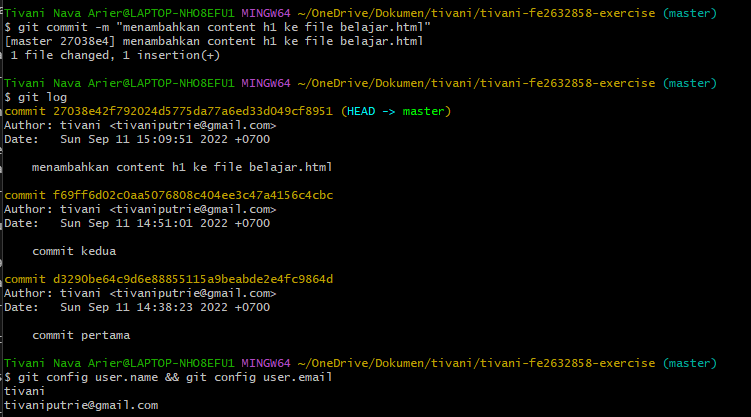 Tivani Nava Arier@LAPTOP-NHO8EFU1 MINGW64 ~/OneDrive/Dokumen/tivani/tivani-fe2632858-exercise (master)
$ git commit -m "menambahkan content h1 ke file belajar.html"
[master 27038e4] menambahkan content h1 ke file belajar.html
 1 file changed, 1 insertion(+)

Tivani Nava Arier@LAPTOP-NHO8EFU1 MINGW64 ~/OneDrive/Dokumen/tivani/tivani-fe2632858-exercise (master)
$ git log
commit 27038e42f792024d5775da77a6ed33d049cf8951 (HEAD -> master)
Author: tivani <tivaniputrie@gmail.com>
Date:   Sun Sep 11 15:09:51 2022 +0700

    menambahkan content h1 ke file belajar.html

commit f69ff6d02c0aa5076808c404ee3c47a4156c4cbc
Author: tivani <tivaniputrie@gmail.com>
Date:   Sun Sep 11 14:51:01 2022 +0700

    commit kedua

commit d3290be64c9d6e88855115a9beabde2e4fc9864d
Author: tivani <tivaniputrie@gmail.com>
Date:   Sun Sep 11 14:38:23 2022 +0700

    commit pertama

Tivani Nava Arier@LAPTOP-NHO8EFU1 MINGW64 ~/OneDrive/Dokumen/tivani/tivani-fe2632858-exercise (master)
$ git config user.name && git config user.email
tivani
tivaniputrie@gmail.com